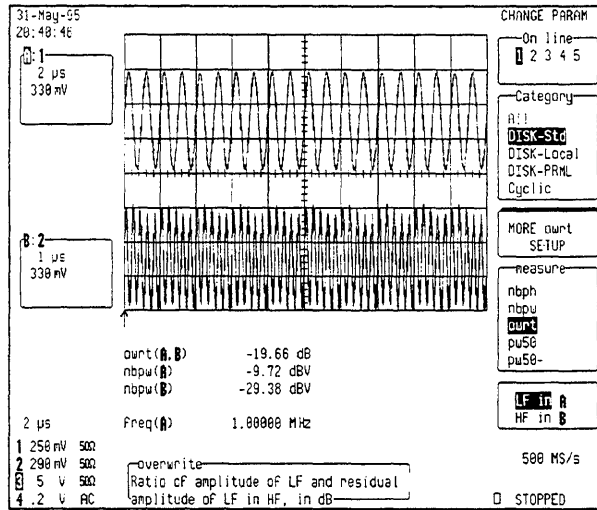 31-May-95
20:40:46
A:1
2 µs
330 mV
B:2
1 µs
330 mV
owrt(A,B) -19.66 dB
nbpw(A) -9.72 dBV
nbpw(B) -29.38 dBV
freq(A) 1.00000 MHz
2 µs
1 250 mV 50Ω
2 290 mV 50Ω
3 5 V 50Ω
4 .2 V AC
overwrite
Ratio of amplitude of LF and residual
amplitude of LF in HF, in dB
CHANGE PARAM
On line
1 2 3 4 5
Category
All
DISK-Std
DISK-Local
DISK-PRML
Cyclic
MORE owrt
SETUP
measure
nbph
nbpw
owrt
pw50
pw50-
LF in A
HF in B
500 MS/s
STOPPED